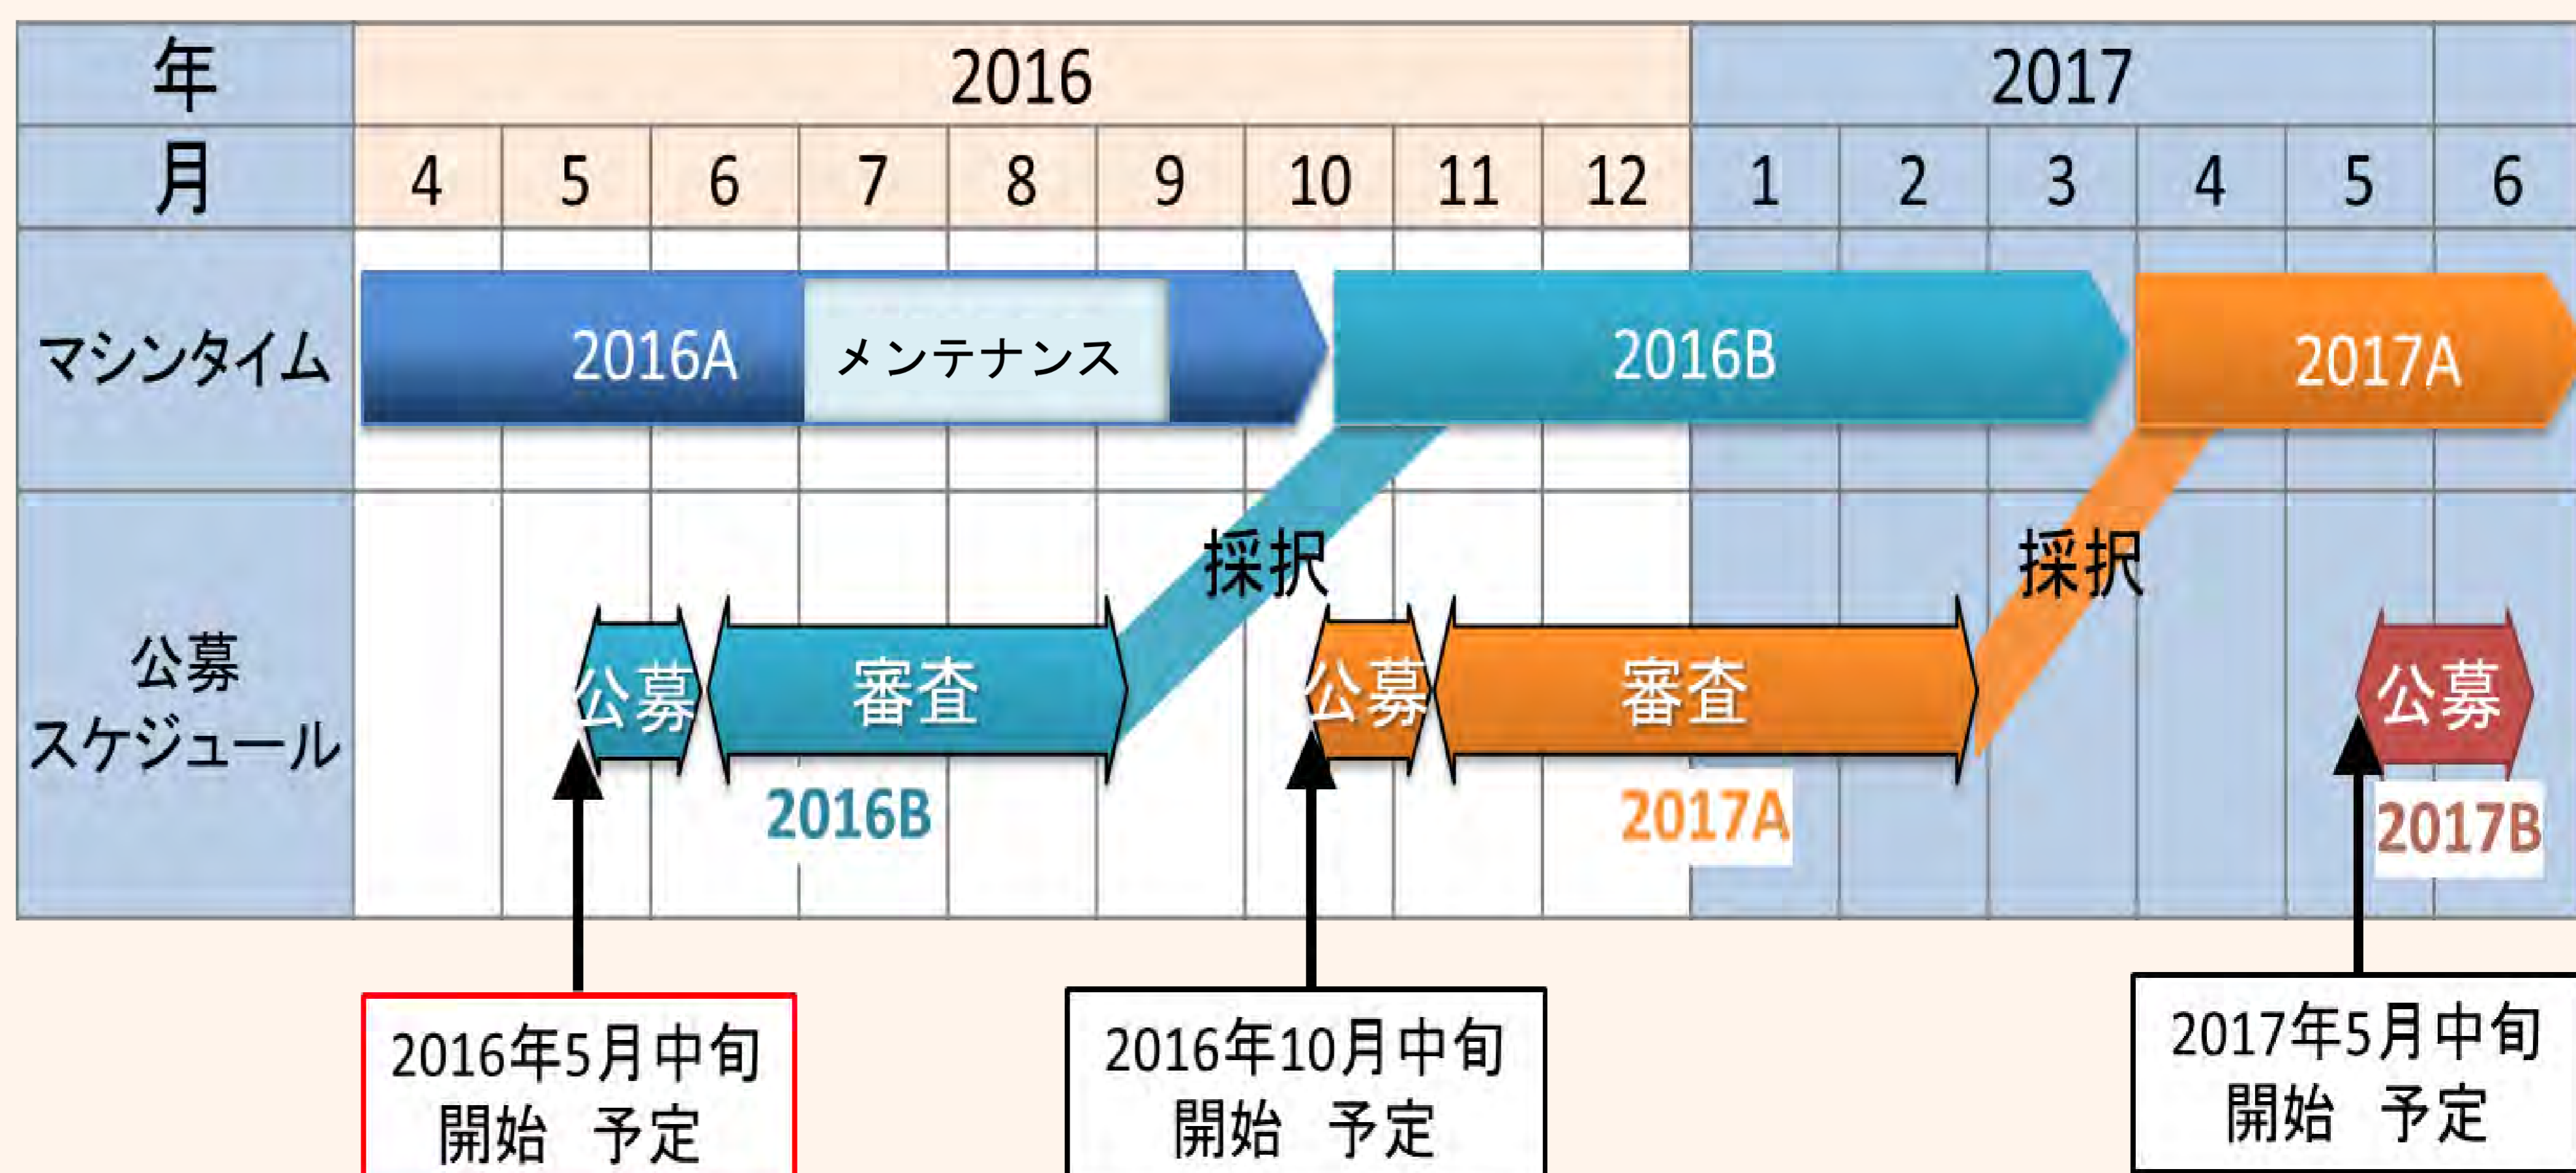 年 2016 2017
月 4 5 6 7 8 9 10 11 12 1 2 3 4 5 6
マシンタイム 2016A メンテナンス 2016B 2017A
採択 採択
公募
スケジュール
公募 審査 公募 審査 公募
2016B 2017A 2017B
2016年5月中旬
開始 予定
2016年10月中旬
開始 予定
2017年5月中旬
開始 予定